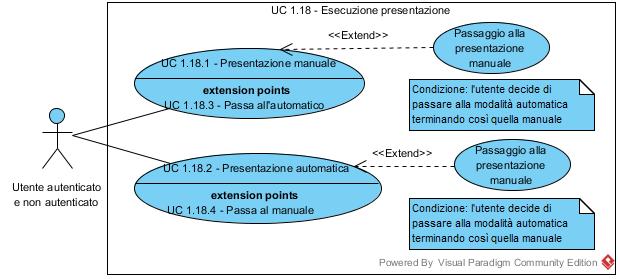 UC 1.18 - Esecuzione presentazione
<<Extend>>
Passaggio alla
presentazione
manuale
UC 1.18.1 - Presentazione manuale
extension points
UC 1.18.3 - Passa all'automatico
Condizione: l'utente decide di
passare alla modalità automatica
terminando così quella manuale
Utente autenticato
e non autenticato
<<Extend>>
Passaggio alla
presentazione
manuale
UC 1.18.2 - Presentazione automatica
extension points
UC 1.18.4 - Passa al manuale
Condizione: l'utente decide di
passare alla modalità automatica
terminando così quella manuale
Powered By Visual Paradigm Community Edition